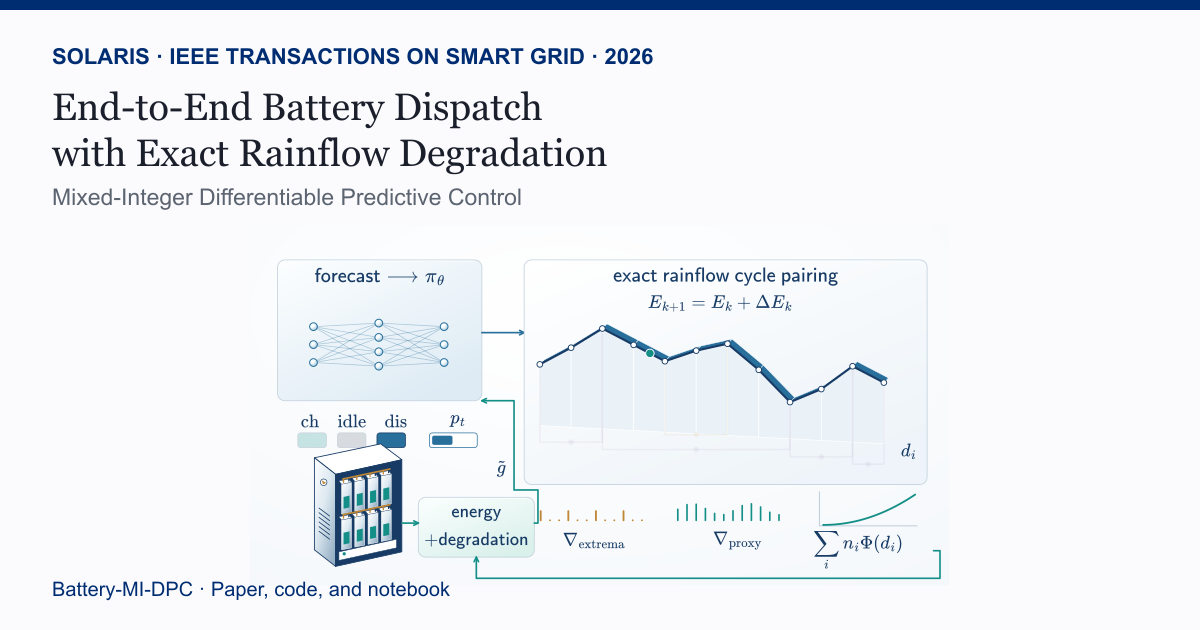 SOLARIS · IEEE TRANSACTIONS ON SMART GRID · 2026
End-to-End Battery Dispatch
with Exact Rainflow Degradation
Mixed-Integer Differentiable Predictive Control
forecast ⟶ π_θ
exact rainflow cycle pairing
E_{k+1} = E_k + ΔE_k
ch idle dis p_t
d_i
g̃
energy
+degradation
∇_extrema
∇_proxy
∑_i n_iΦ(d_i)
Battery-MI-DPC · Paper, code, and notebook